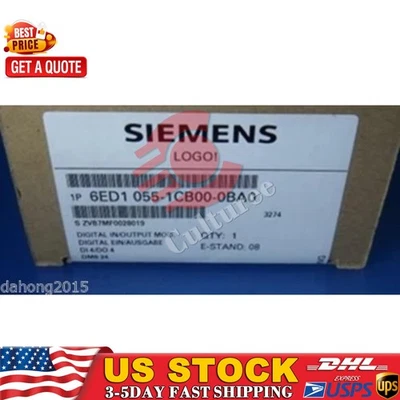 BEST
PRICE
GET A QUOTE
SIEMENS
LOGO!
1P 6ED1 055-1CB00-0BA0
3274
S ZVB7MF0028019
DIGITAL IN/OUTPUT MOD
QTY: 1
DIGITAL EIN/AUSGABE
E-STAND: 08
DI 4/DO 4
DM8 24
Culturee
dahong2015
US STOCK
3-5DAY FAST SHIPPING
DHL
EXPRESS
USPS
ups